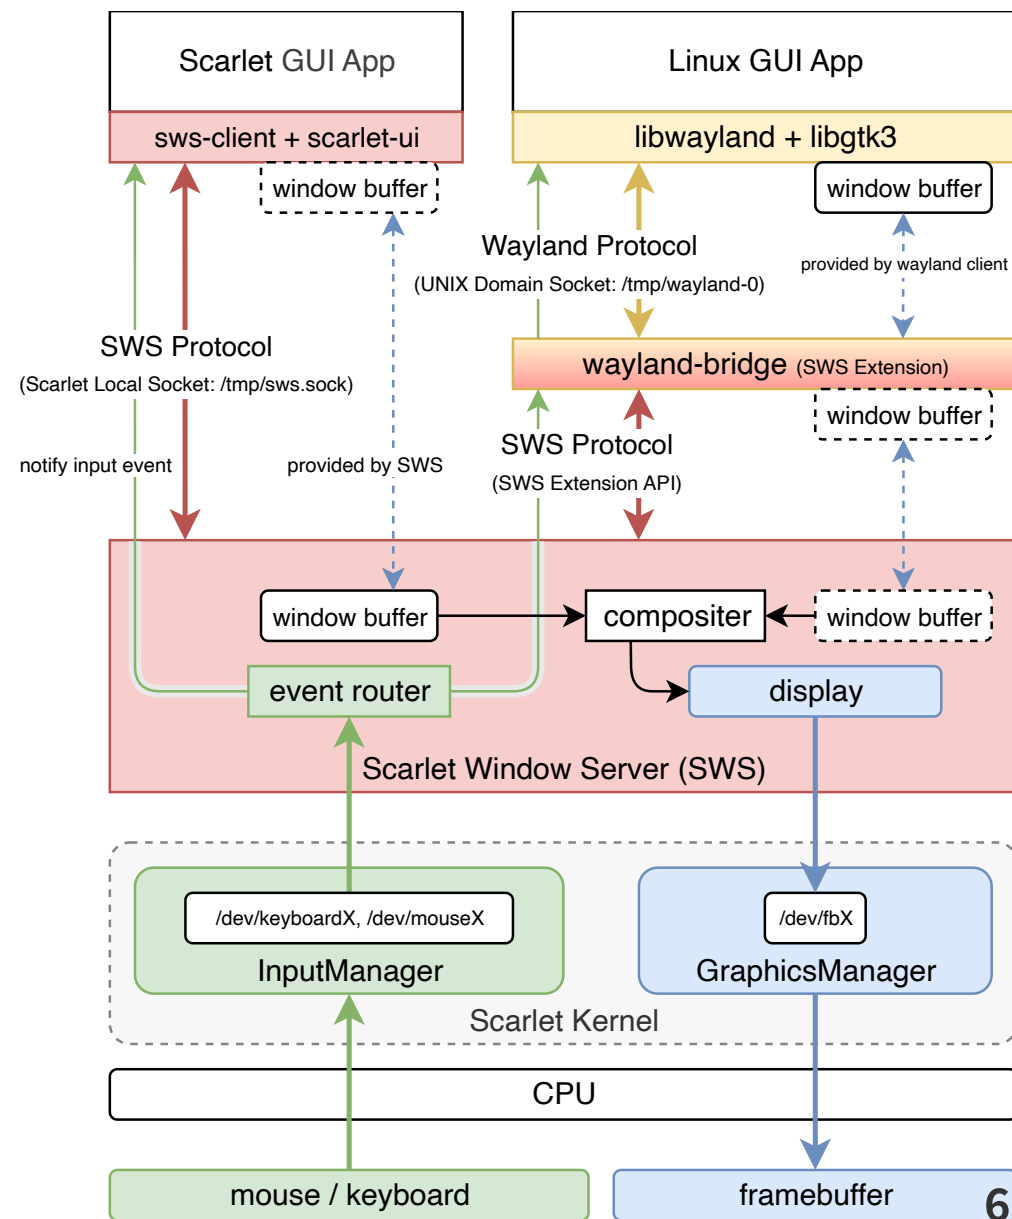 Scarlet GUI App
Linux GUI App
sws-client + scarlet-ui
libwayland + libgtk3
window buffer
window buffer
Wayland Protocol
(UNIX Domain Socket: /tmp/wayland-0)
provided by wayland client
SWS Protocol
(Scarlet Local Socket: /tmp/sws.sock)
wayland-bridge (SWS Extension)
window buffer
SWS Protocol
(SWS Extension API)
notify input event
provided by SWS
window buffer
compositer
window buffer
event router
display
Scarlet Window Server (SWS)
/dev/keyboardX, /dev/mouseX
/dev/fbX
InputManager
GraphicsManager
Scarlet Kernel
CPU
mouse / keyboard
framebuffer
6